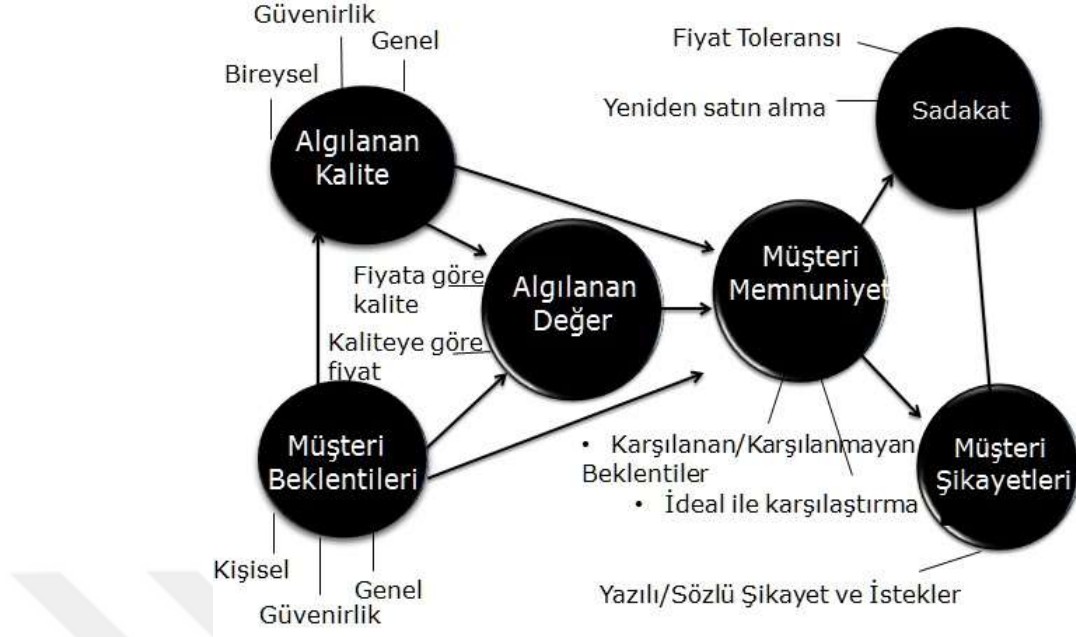 Güvenirlik
Genel
Bireysel
Algılanan
Kalite
Fiyat Toleransı
Yeniden satın alma
Sadakat
Fiyata göre
kalite
Kaliteye göre
fiyat
Algılanan
Değer
Müşteri
Memnuniyet
Müşteri
Beklentileri
• Karşılanan/Karşılanmayan
Beklentiler
• İdeal ile karşılaştırma
Müşteri
Şikayetleri
Kişisel
Güvenirlik
Genel
Yazılı/Sözlü Şikayet ve İstekler